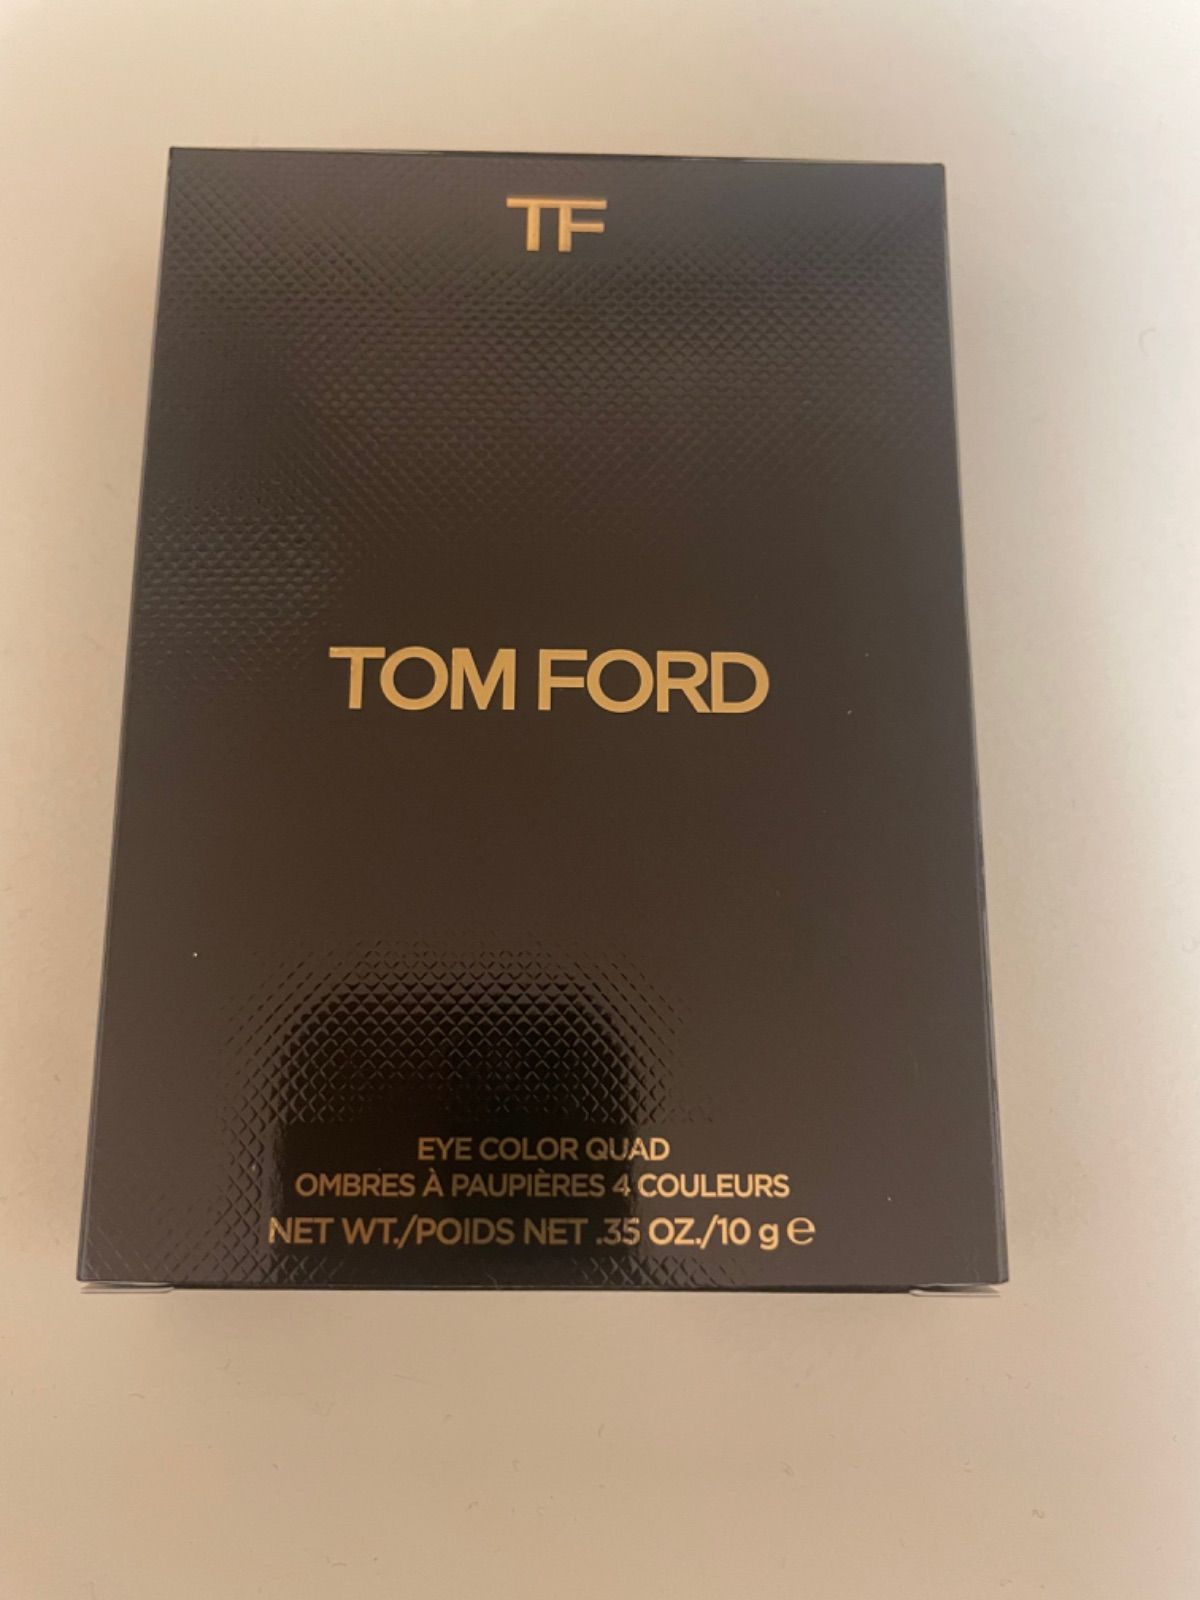 TF
TOM FORD
EYE COLOR QUAD
OMBRES À PAUPIÈRES 4 COULEURS
NET WT./POIDS NET .35 OZ./10 g ℮